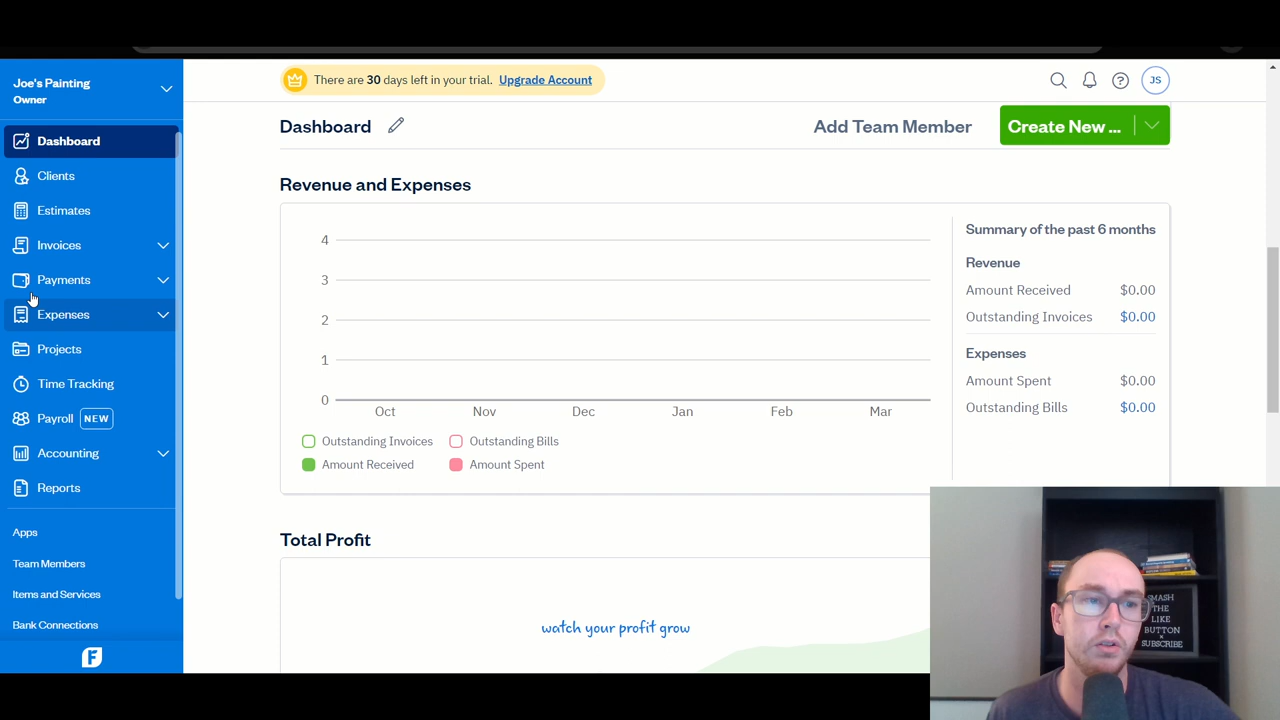 Joe's Painting
Owner
There are 30 days left in your trial. Upgrade Account
JS
Dashboard
Clients
Estimates
Invoices
Payments
Expenses
Projects
Time Tracking
Payroll NEW
Accounting
Reports
Apps
Team Members
Items and Services
Bank Connections
F
Dashboard
Add Team Member
Create New ...
Revenue and Expenses
4
3
2
1
0
Oct Nov Dec Jan Feb Mar
Outstanding Invoices Outstanding Bills
Amount Received Amount Spent
Summary of the past 6 months
Revenue
Amount Received $0.00
Outstanding Invoices $0.00
Expenses
Amount Spent $0.00
Outstanding Bills $0.00
Total Profit
watch your profit grow
SMASH
THE
LIKE
BUTTON
SUBSCRIBE